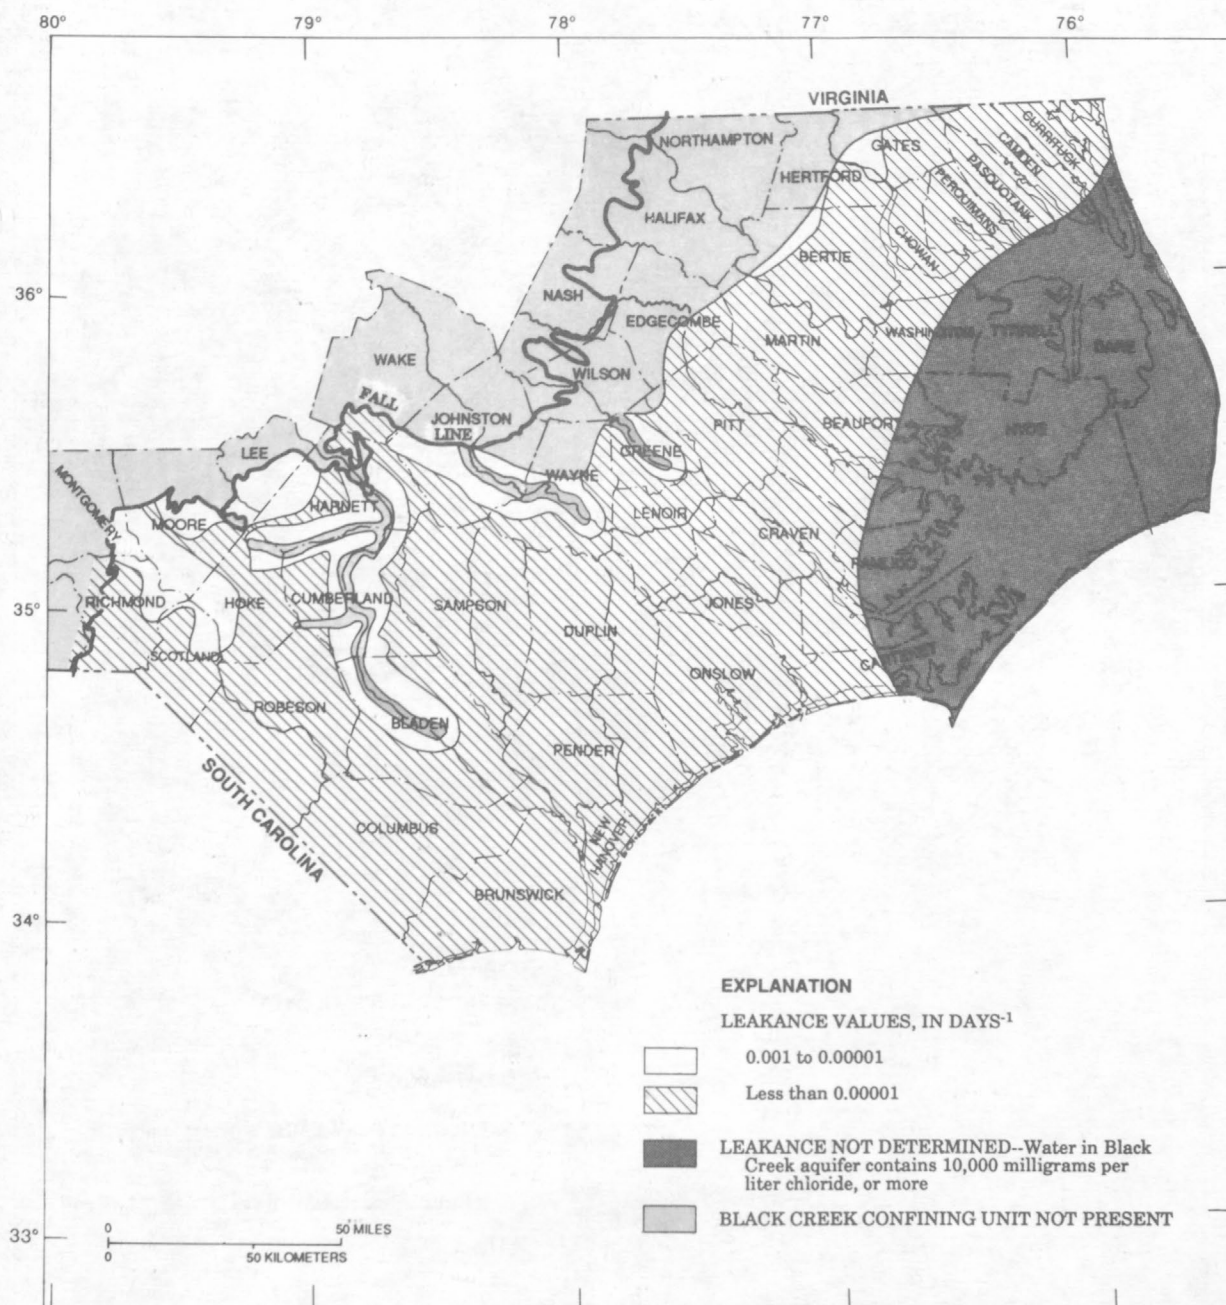 80°
79°
78°
77°
76°
VIRGINIA
NORTHAMPTON
GATES
CURRITUCK
CAMDEN
PASQUOTANK
PERQUIMANS
HERTFORD
HALIFAX
CHOWAN
BERTIE
36°
NASH
EDGECOMBE
MARTIN
WASHINGTON
TYRRELL
DARE
WAKE
WILSON
FALL
LINE
JOHNSTON
PITT
BEAUFORT
HYDE
LEE
GREENE
WAYNE
MONTGOMERY
MOORE
HARNETT
LENOIR
CRAVEN
PAMLICO
35°
RICHMOND
HOKE
CUMBERLAND
SAMPSON
JONES
DUPLIN
SCOTLAND
CARTERET
ONSLOW
ROBESON
BLADEN
PENDER
SOUTH CAROLINA
COLUMBUS
NEW
HANOVER
BRUNSWICK
34°
EXPLANATION
LEAKANCE VALUES, IN DAYS⁻¹
0.001 to 0.00001
Less than 0.00001
LEAKANCE NOT DETERMINED--Water in Black
Creek aquifer contains 10,000 milligrams per
liter chloride, or more
BLACK CREEK CONFINING UNIT NOT PRESENT
33°
0 50 MILES
0 50 KILOMETERS